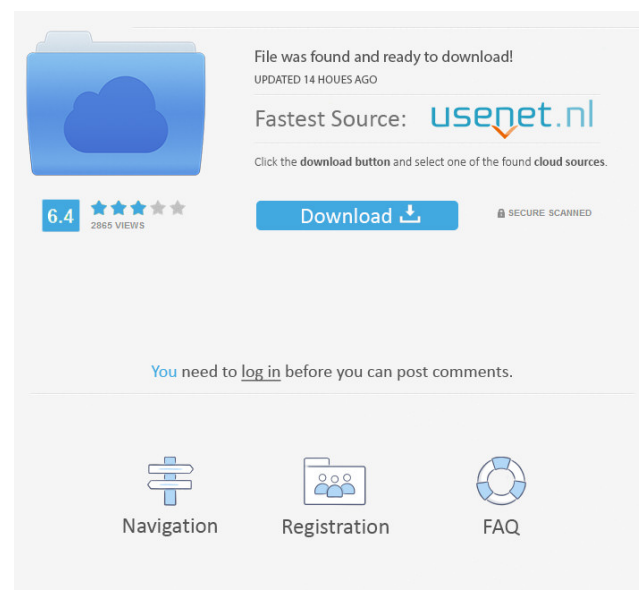 File was found and ready to download!
UPDATED 14 HOUES AGO
Fastest Source: usenet.nl
Click the download button and select one of the found cloud sources.
6.4
2865 VIEWS
Download
SECURE SCANNED
You need to log in before you can post comments.
Navigation
Registration
FAQ